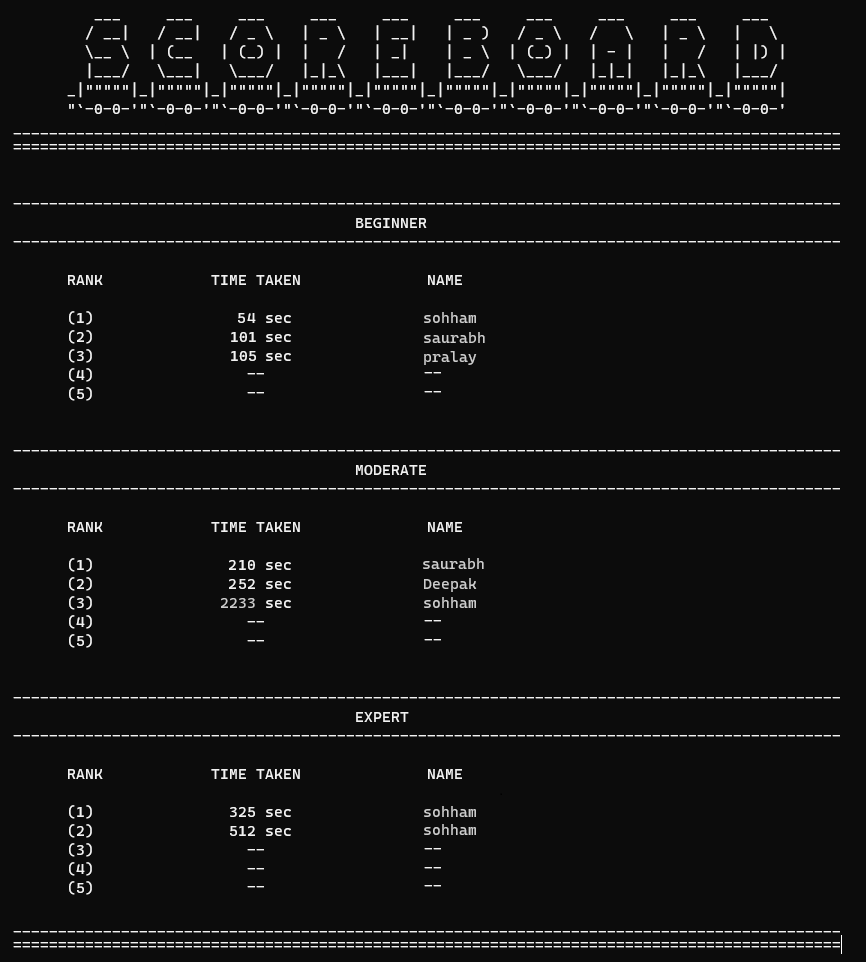 SCOREBOARD
BEGINNER
RANK TIME TAKEN NAME
(1) 54 sec sohham
(2) 101 sec saurabh
(3) 105 sec pralay
(4) -- --
(5) -- --
MODERATE
RANK TIME TAKEN NAME
(1) 210 sec saurabh
(2) 252 sec Deepak
(3) 2233 sec sohham
(4) -- --
(5) -- --
EXPERT
RANK TIME TAKEN NAME
(1) 325 sec sohham
(2) 512 sec sohham
(3) -- --
(4) -- --
(5) -- --